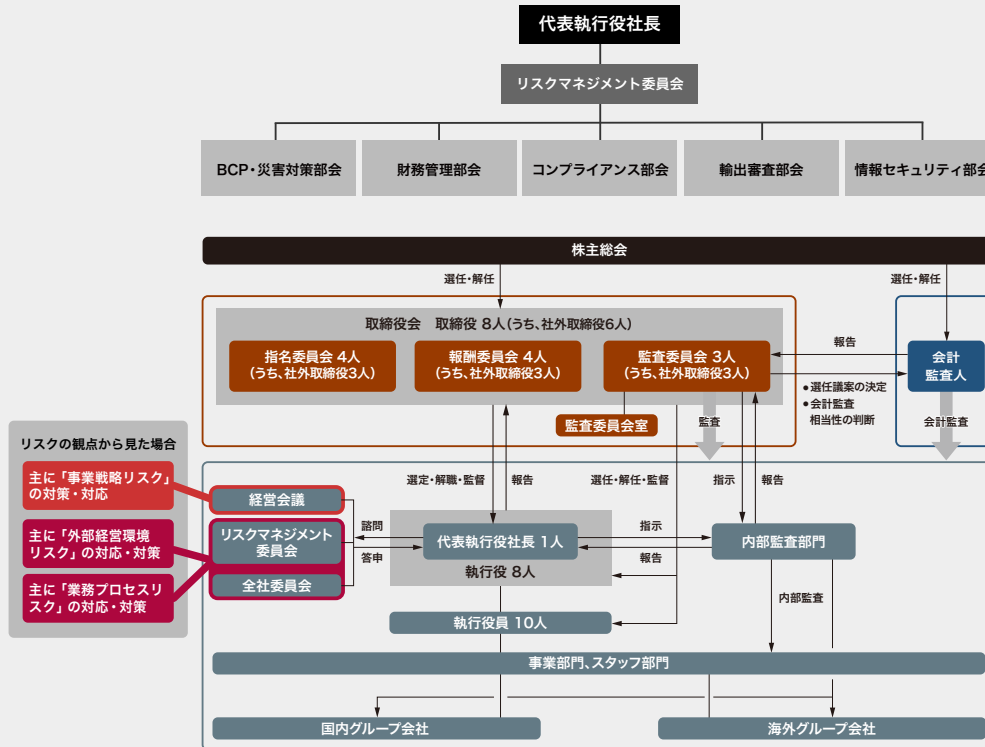 代表執行役社長
リスクマネジメント委員会
BCP・災害対策部会
財務管理部会
コンプライアンス部会
輸出審査部会
情報セキュリティ部会
株主総会
選任・解任
選任・解任
取締役会 取締役 8人(うち、社外取締役6人)
指名委員会 4人
(うち、社外取締役3人)
報酬委員会 4人
(うち、社外取締役3人)
監査委員会 3人
(うち、社外取締役3人)
報告
会計
監査人
●選任議案の決定
●会計監査
相当性の判断
監査委員会室
監査
会計監査
リスクの観点から見た場合
主に「事業戦略リスク」
の対策・対応
主に「外部経営環境
リスク」の対応・対策
主に「業務プロセスリ
スク」の対応・対策
選定・解職・監督
報告
選任・解任・監督
指示
報告
経営会議
リスクマネジメント
委員会
全社委員会
諮問
答申
代表執行役社長 1人
執行役 8人
指示
報告
内部監査部門
内部監査
執行役員 10人
事業部門、スタッフ部門
国内グループ会社
海外グループ会社